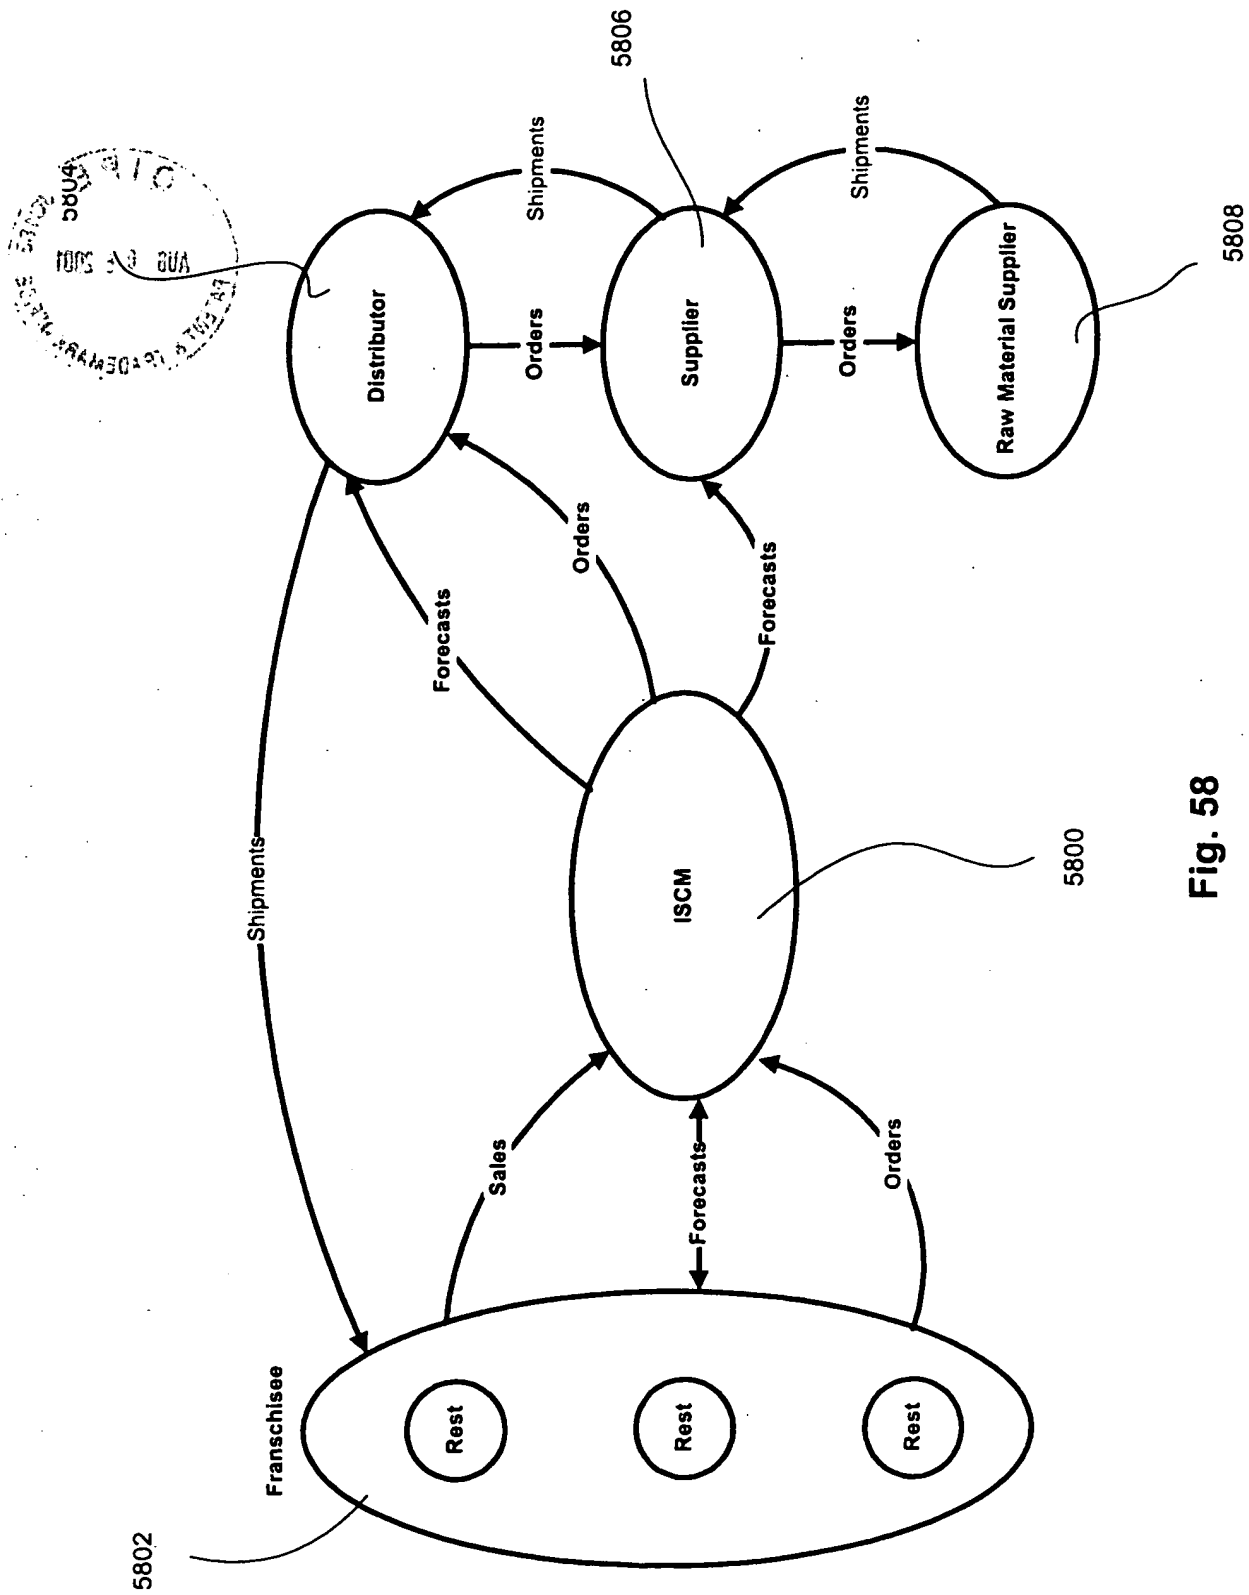 5802
Franschisee
Rest
Rest
Rest
Shipments
Sales
Forecasts
Orders
ISCM
5800
Forecasts
Orders
Forecasts
5804
Distributor
Orders
Shipments
Supplier
5806
Orders
Shipments
Raw Material Supplier
5808
Fig. 58